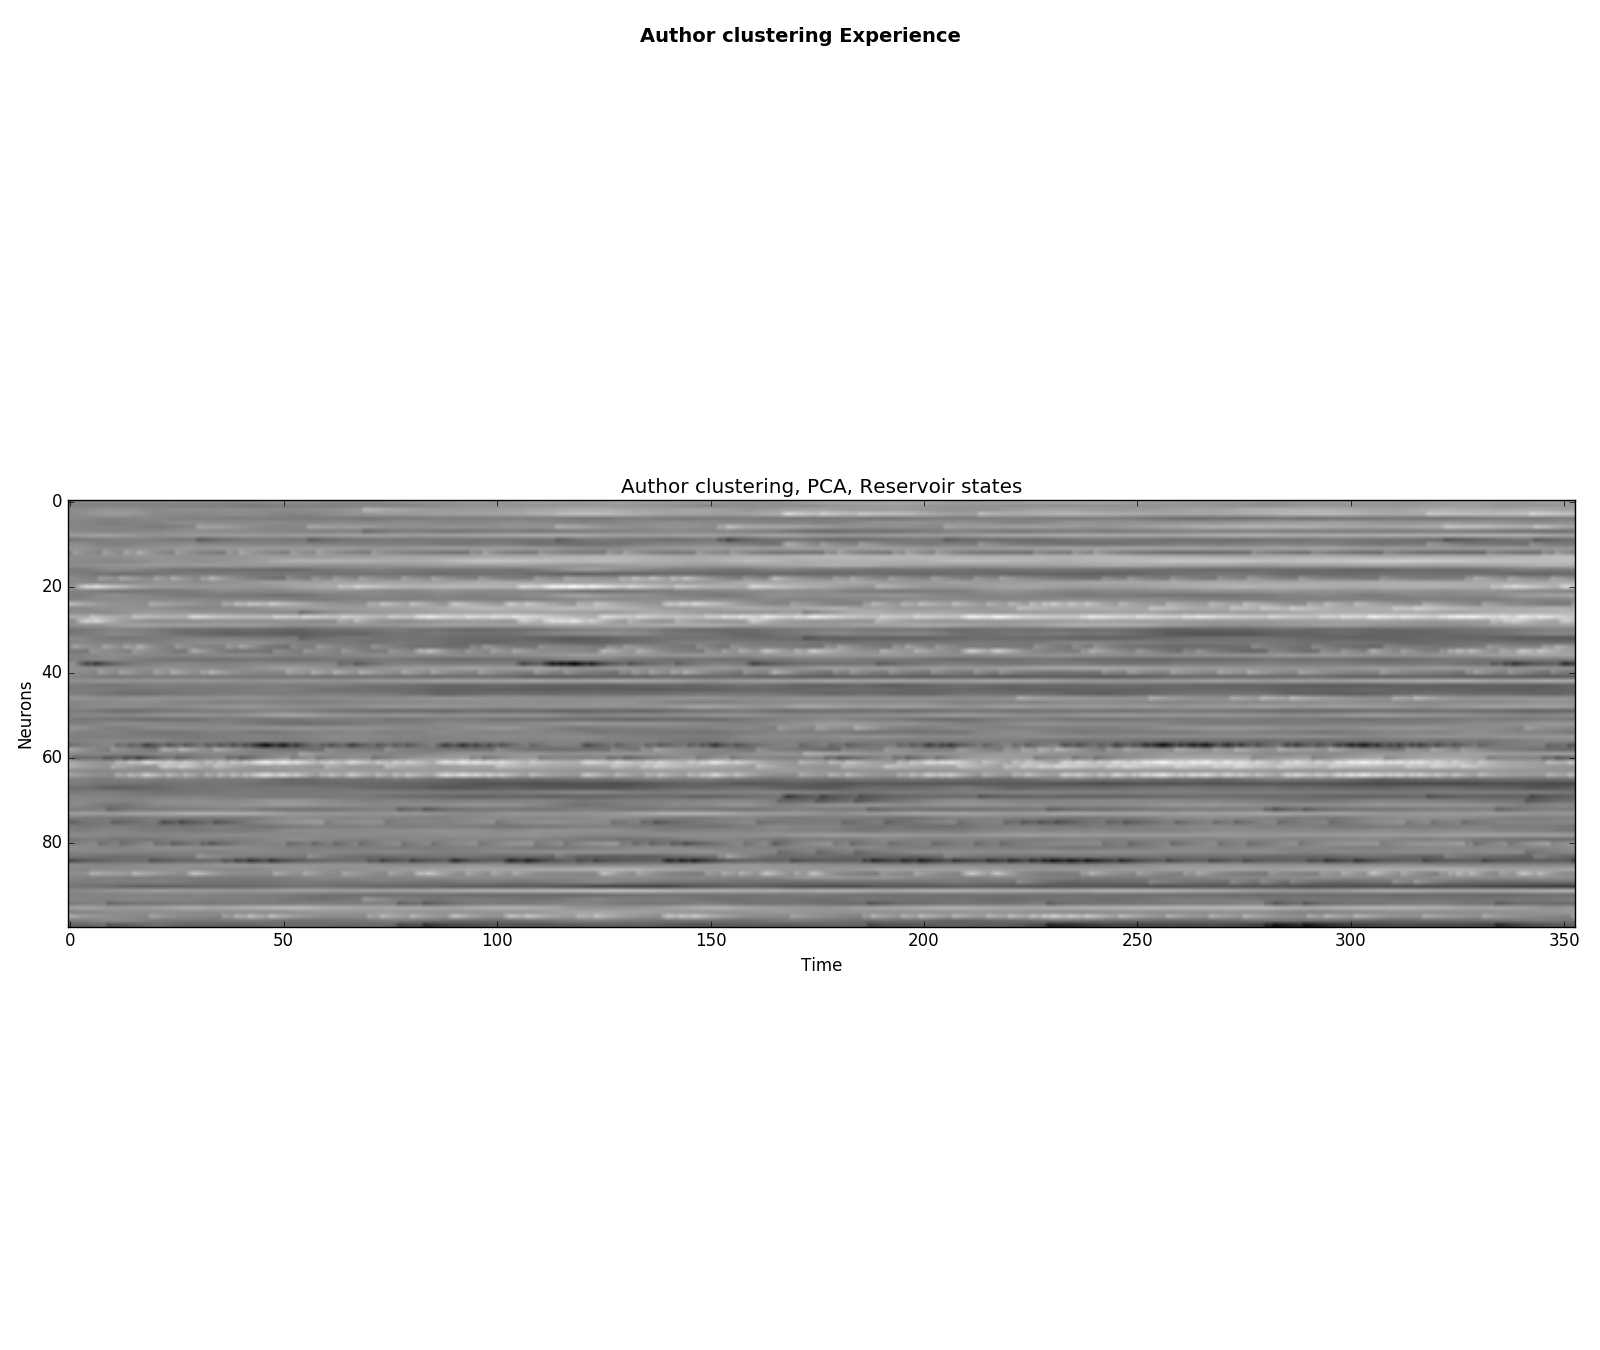 Author clustering Experience
Author clustering, PCA, Reservoir states
0
20
40
60
80
Neurons
0 50 100 150 200 250 300 350
Time